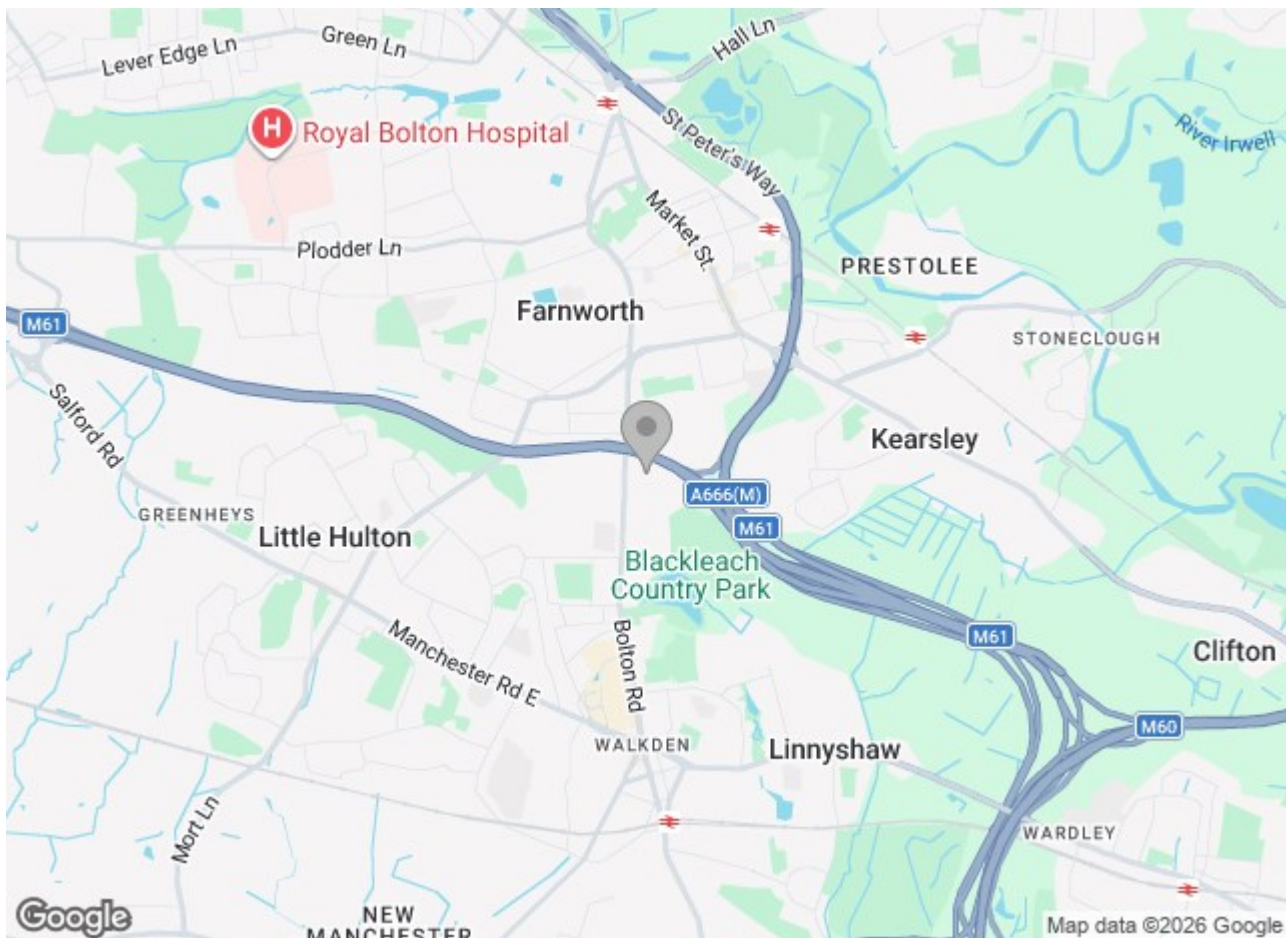 Lever Edge Ln
Green Ln
Hall Ln
H
Royal Bolton Hospital
St Peter's Way
River Irwell
Market St.
Plodder Ln
PRESTOLEE
Farnworth
M61
STONECLOUGH
Salford Rd
Kearsley
A666(M)
GREENHEYS
M61
Little Hulton
Blackleach
Country Park
M61
Bolton Rd
Manchester Rd E
Clifton
M60
WALKDEN
Linnyshaw
Mort Ln
WARDLEY
NEW
MANCHESTER
Google
Map data ©2026 Google